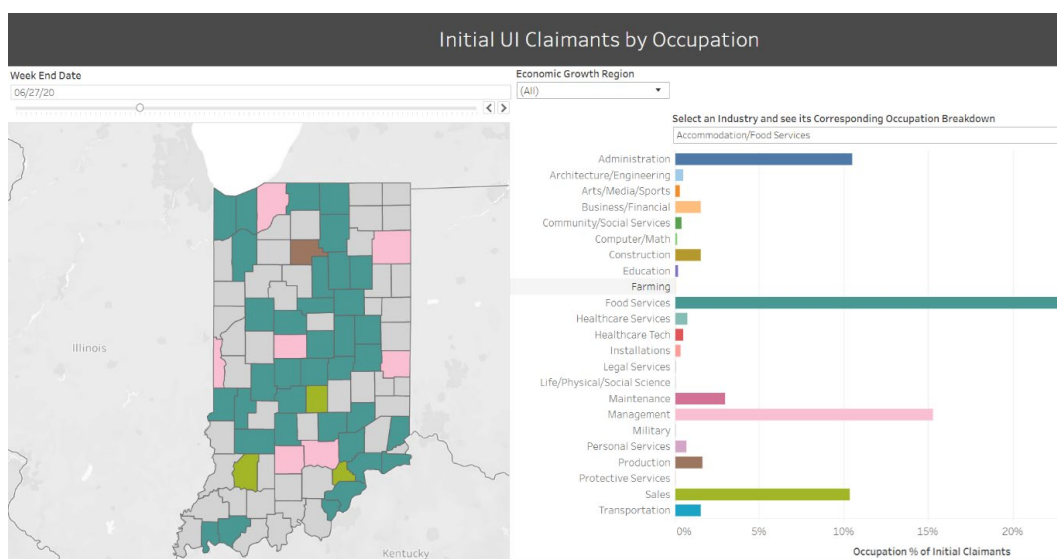 Initial UI Claimants by Occupation
Week End Date
06/27/20
Economic Growth Region
(All)
Select an Industry and see its Corresponding Occupation Breakdown
Accommodation/Food Services
Administration
Architecture/Engineering
Arts/Media/Sports
Business/Financial
Community/Social Services
Computer/Math
Construction
Education
Farming
Food Services
Healthcare Services
Healthcare Tech
Installations
Legal Services
Life/Physical/Social Science
Maintenance
Management
Military
Personal Services
Production
Protective Services
Sales
Transportation
0% 5% 10% 15% 20%
Occupation % of Initial Claimants
Illinois
Kentucky